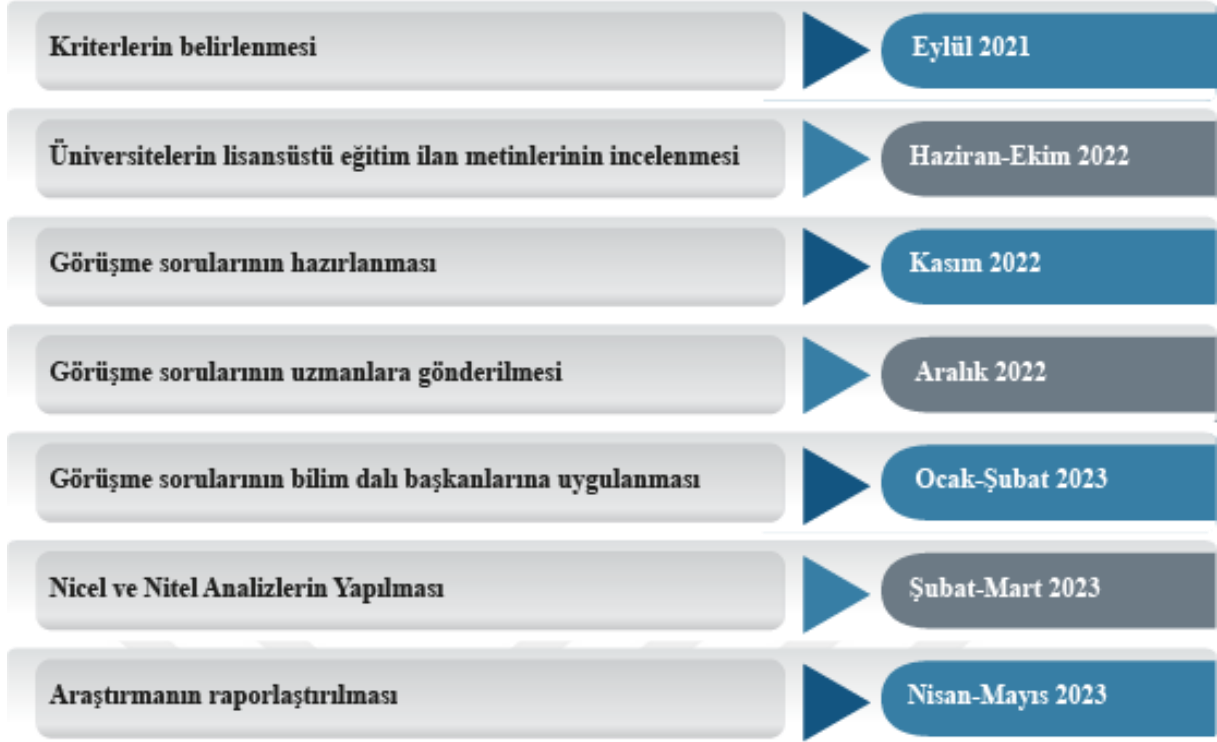 Kriterlerin belirlenmesi
Eylül 2021
Üniversitelerin lisansüstü eğitim ilan metinlerinin incelenmesi
Haziran-Ekim 2022
Görüşme sorularının hazırlanması
Kasım 2022
Görüşme sorularının uzmanlara gönderilmesi
Aralık 2022
Görüşme sorularının bilim dalı başkanlarına uygulanması
Ocak-Şubat 2023
Nicel ve Nitel Analizlerin Yapılması
Şubat-Mart 2023
Araştırmanın raporlaştırılması
Nisan-Mayıs 2023